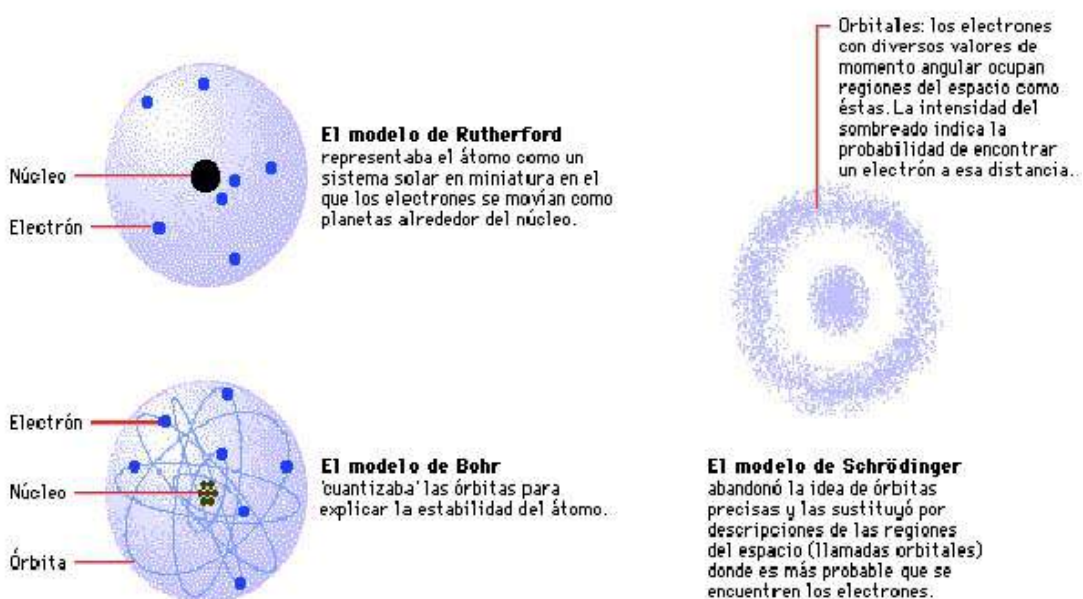 Núcleo
Electrón
El modelo de Rutherford
representaba el átomo como un
sistema solar en miniatura en el
que los electrones se movían como
planetas alrededor del núcleo.
Orbitales: los electrones
con diversos valores de
momento angular ocupan
regiones del espacio como
éstas. La intensidad del
sombreado indica la
probabilidad de encontrar
un electrón a esa distancia.
Electrón
Núcleo
Órbita
El modelo de Bohr
'cuantizaba' las órbitas para
explicar la estabilidad del átomo.
El modelo de Schrödinger
abandonó la idea de órbitas
precisas y las sustituyó por
descripciones de las regiones
del espacio (llamadas orbitales)
donde es más probable que se
encuentren los electrones.